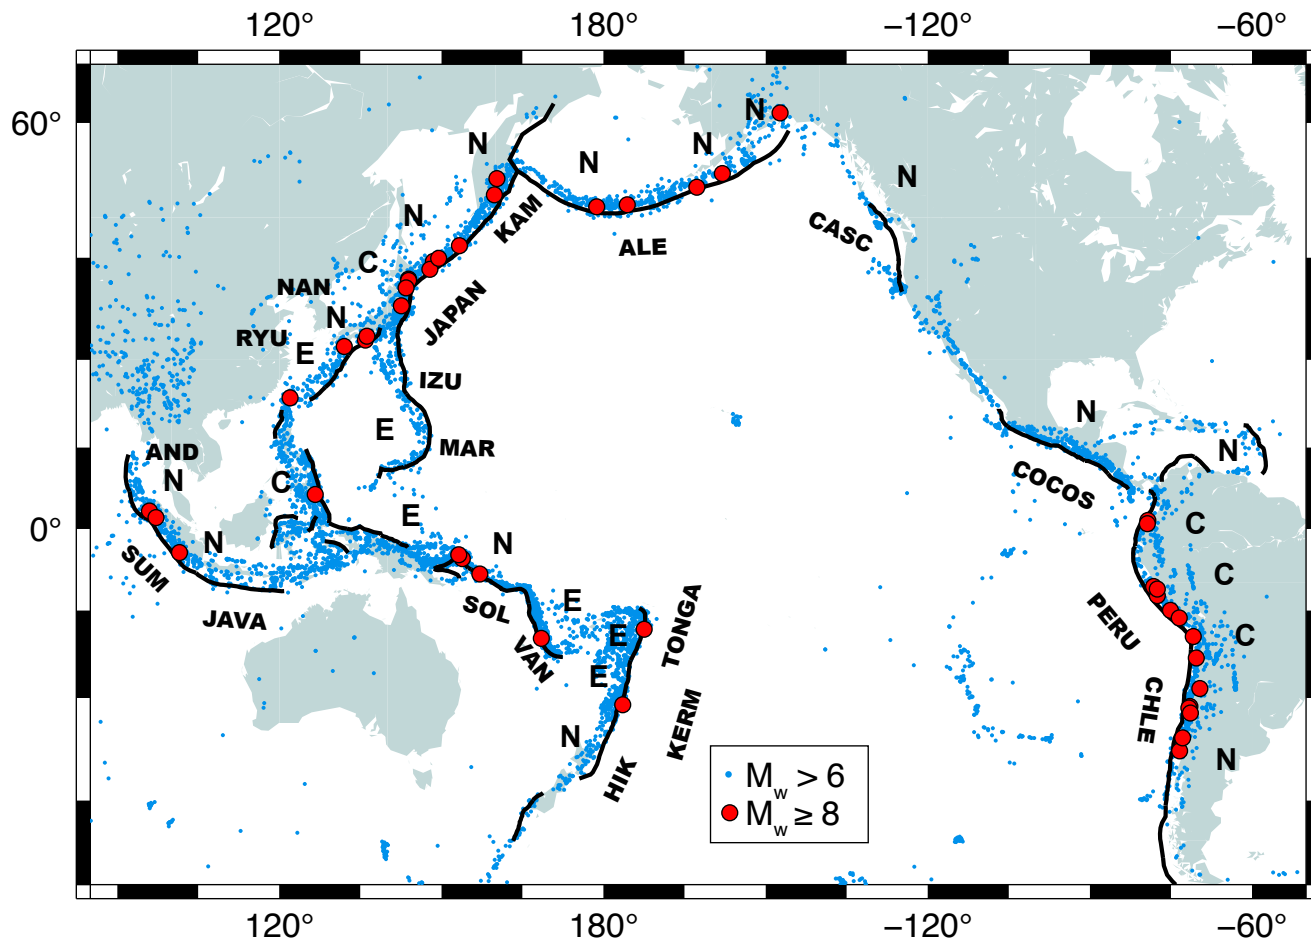 120° 180° −120° −60°
60°
N
N N
N
N
KAM
N
CASC
ALE
C
NAN
JAPAN
N
RYU
E
IZU
N
E
MAR
AND
N
N
C
COCOS
E
C
0°
N
N
SUM
C
JAVA
SOL
E
TONGA
PERU
E
C
VAN
E
KERM
CHLE
N
HIK
N
Mw > 6
Mw ≥ 8
120° 180° −120° −60°